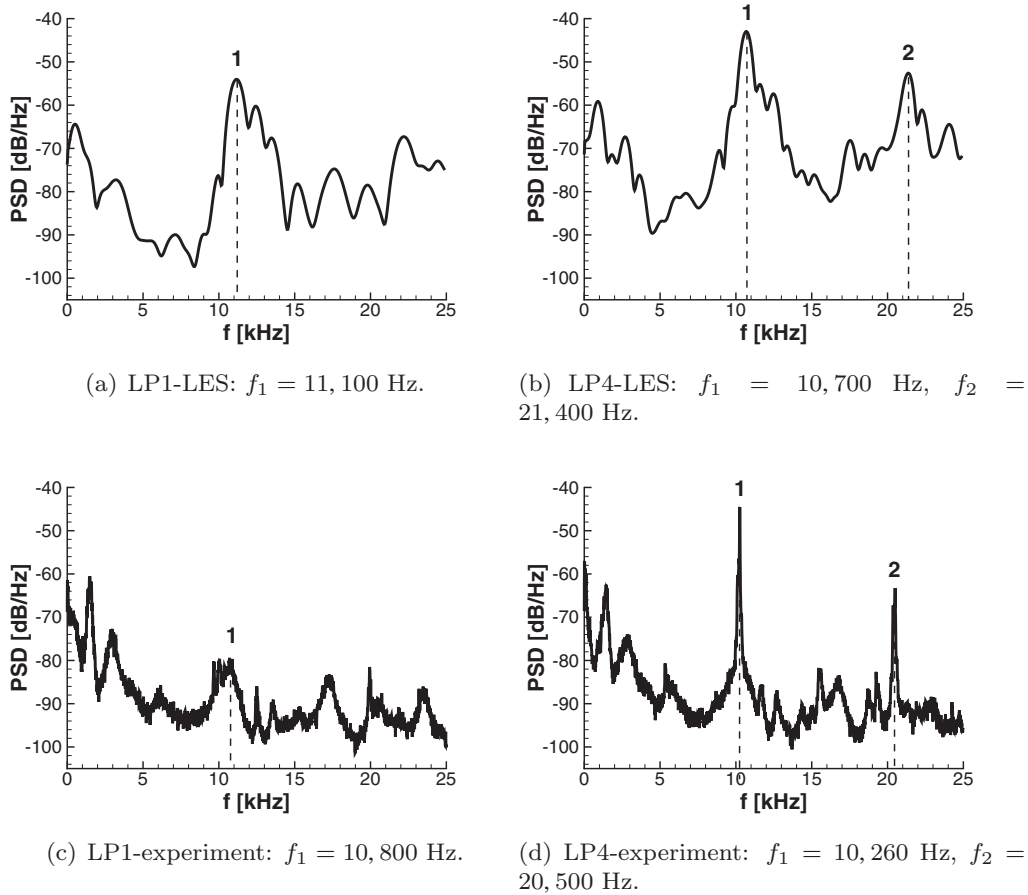 -40
-50
-60
-70
-80
-90
-100
PSD [dB/Hz]
1
0 5 10 15 20 25
f [kHz]
(a) LP1-LES: f1 = 11, 100 Hz.
-40
-50
-60
-70
-80
-90
-100
PSD [dB/Hz]
1
2
0 5 10 15 20 25
f [kHz]
(b) LP4-LES: f1 = 10, 700 Hz, f2 =
21, 400 Hz.
-40
-50
-60
-70
-80
-90
-100
PSD [dB/Hz]
1
0 5 10 15 20 25
f [kHz]
(c) LP1-experiment: f1 = 10, 800 Hz.
-40
-50
-60
-70
-80
-90
-100
PSD [dB/Hz]
1
2
0 5 10 15 20 25
f [kHz]
(d) LP4-experiment: f1 = 10, 260 Hz, f2 =
20, 500 Hz.